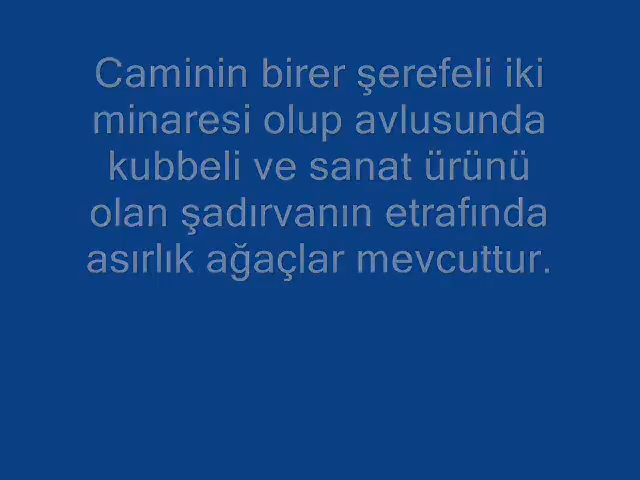 Caminin birer şerefeli iki
minaresi olup avlusunda
kubbeli ve sanat ürünü
olan şadırvanın etrafında
asırlık ağaçlar mevcuttur.